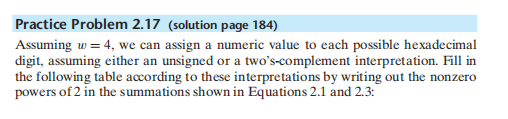 Practice Problem 2.17 (solution page 184)
Assuming w = 4, we can assign a numeric value to each possible hexadecimal
digit, assuming either an unsigned or a two's-complement interpretation. Fill in
the following table according to these interpretations by writing out the nonzero
powers of 2 in the summations shown in Equations 2.1 and 2.3: